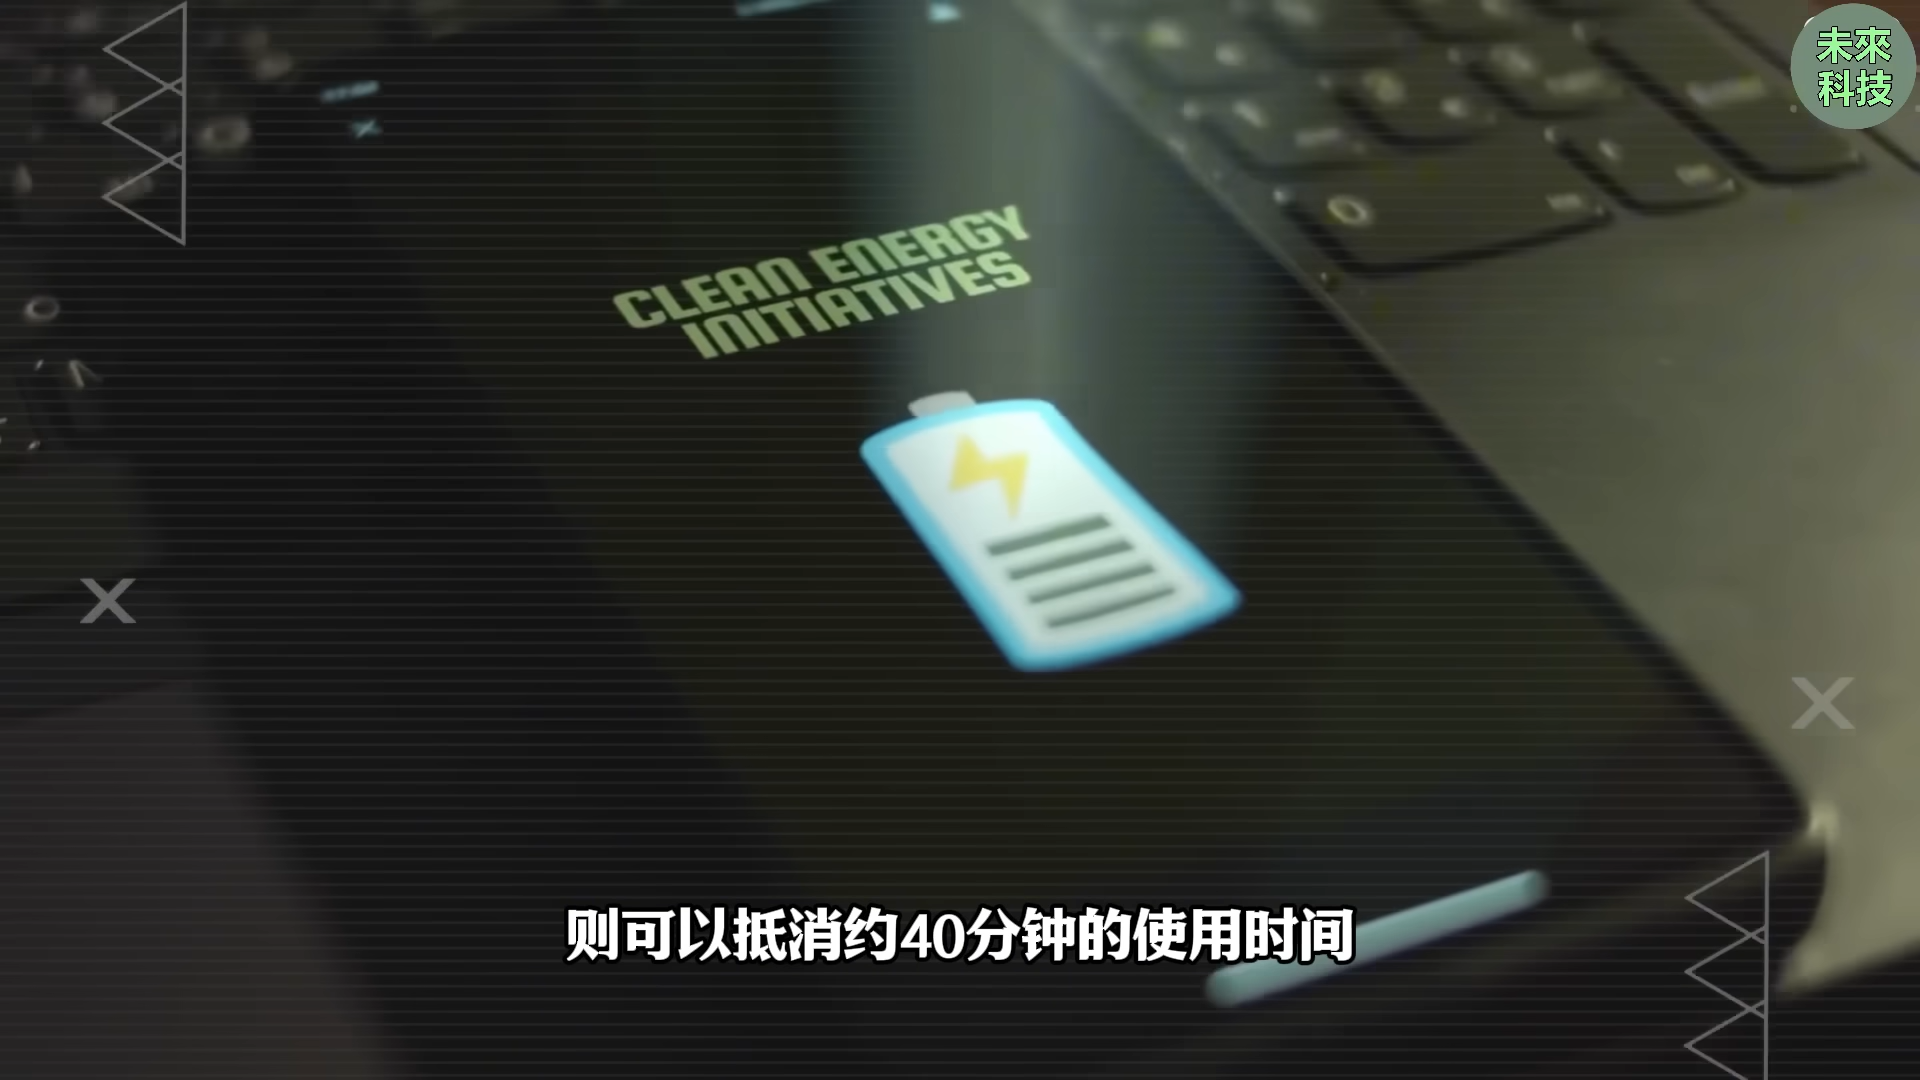 未來
科技
CLEAN ENERGY
INITIATIVES
则可以抵消约40分钟的使用时间